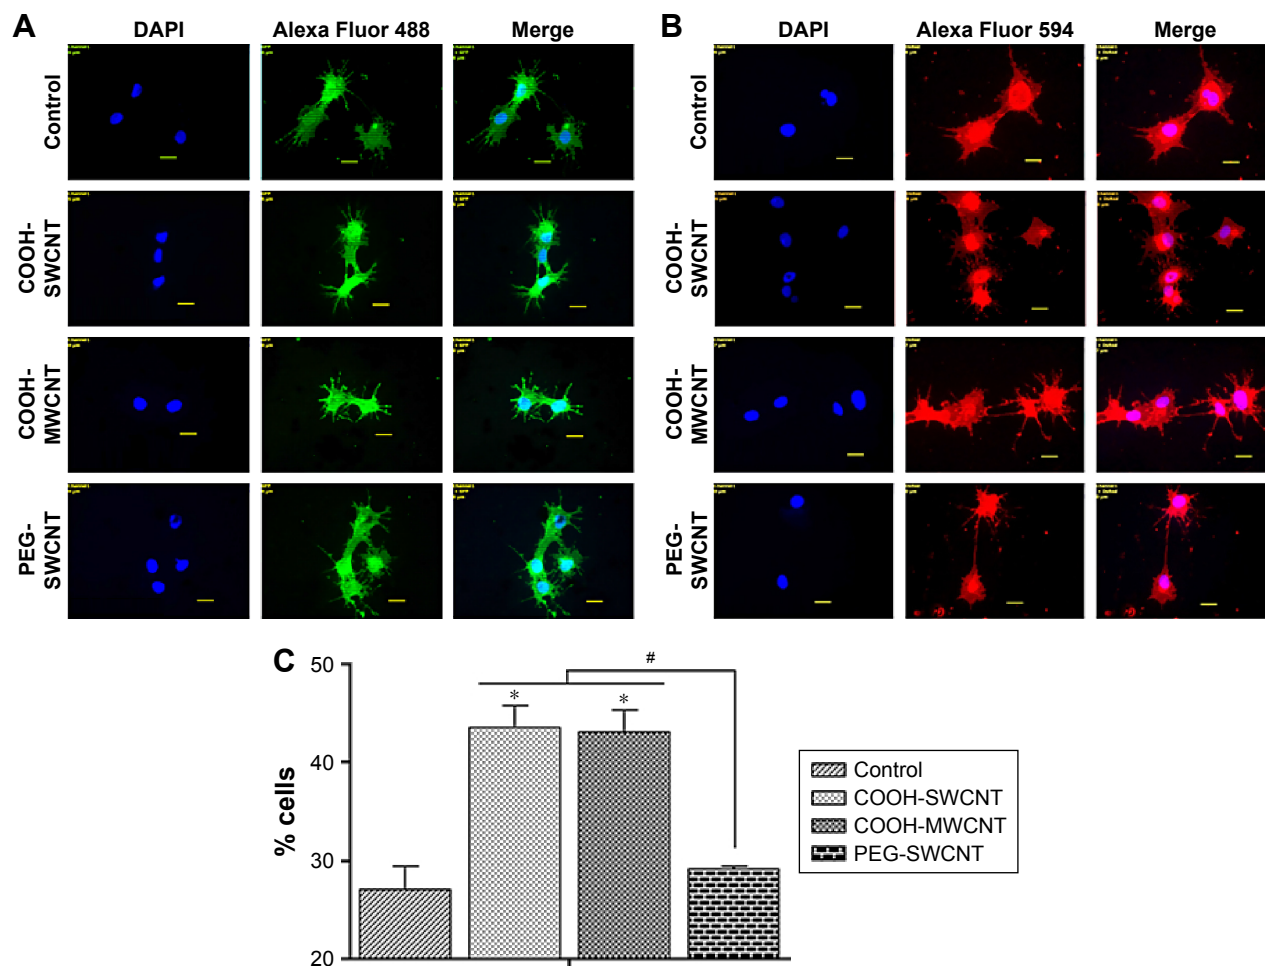 A
DAPI Alexa Fluor 488 Merge
Control
COOH-
SWCNT
COOH-
MWCNT
PEG-
SWCNT
B
DAPI Alexa Fluor 594 Merge
Control
COOH-
SWCNT
COOH-
MWCNT
PEG-
SWCNT
C
% cells
50
40
30
20
* * #
Control
COOH-SWCNT
COOH-MWCNT
PEG-SWCNT